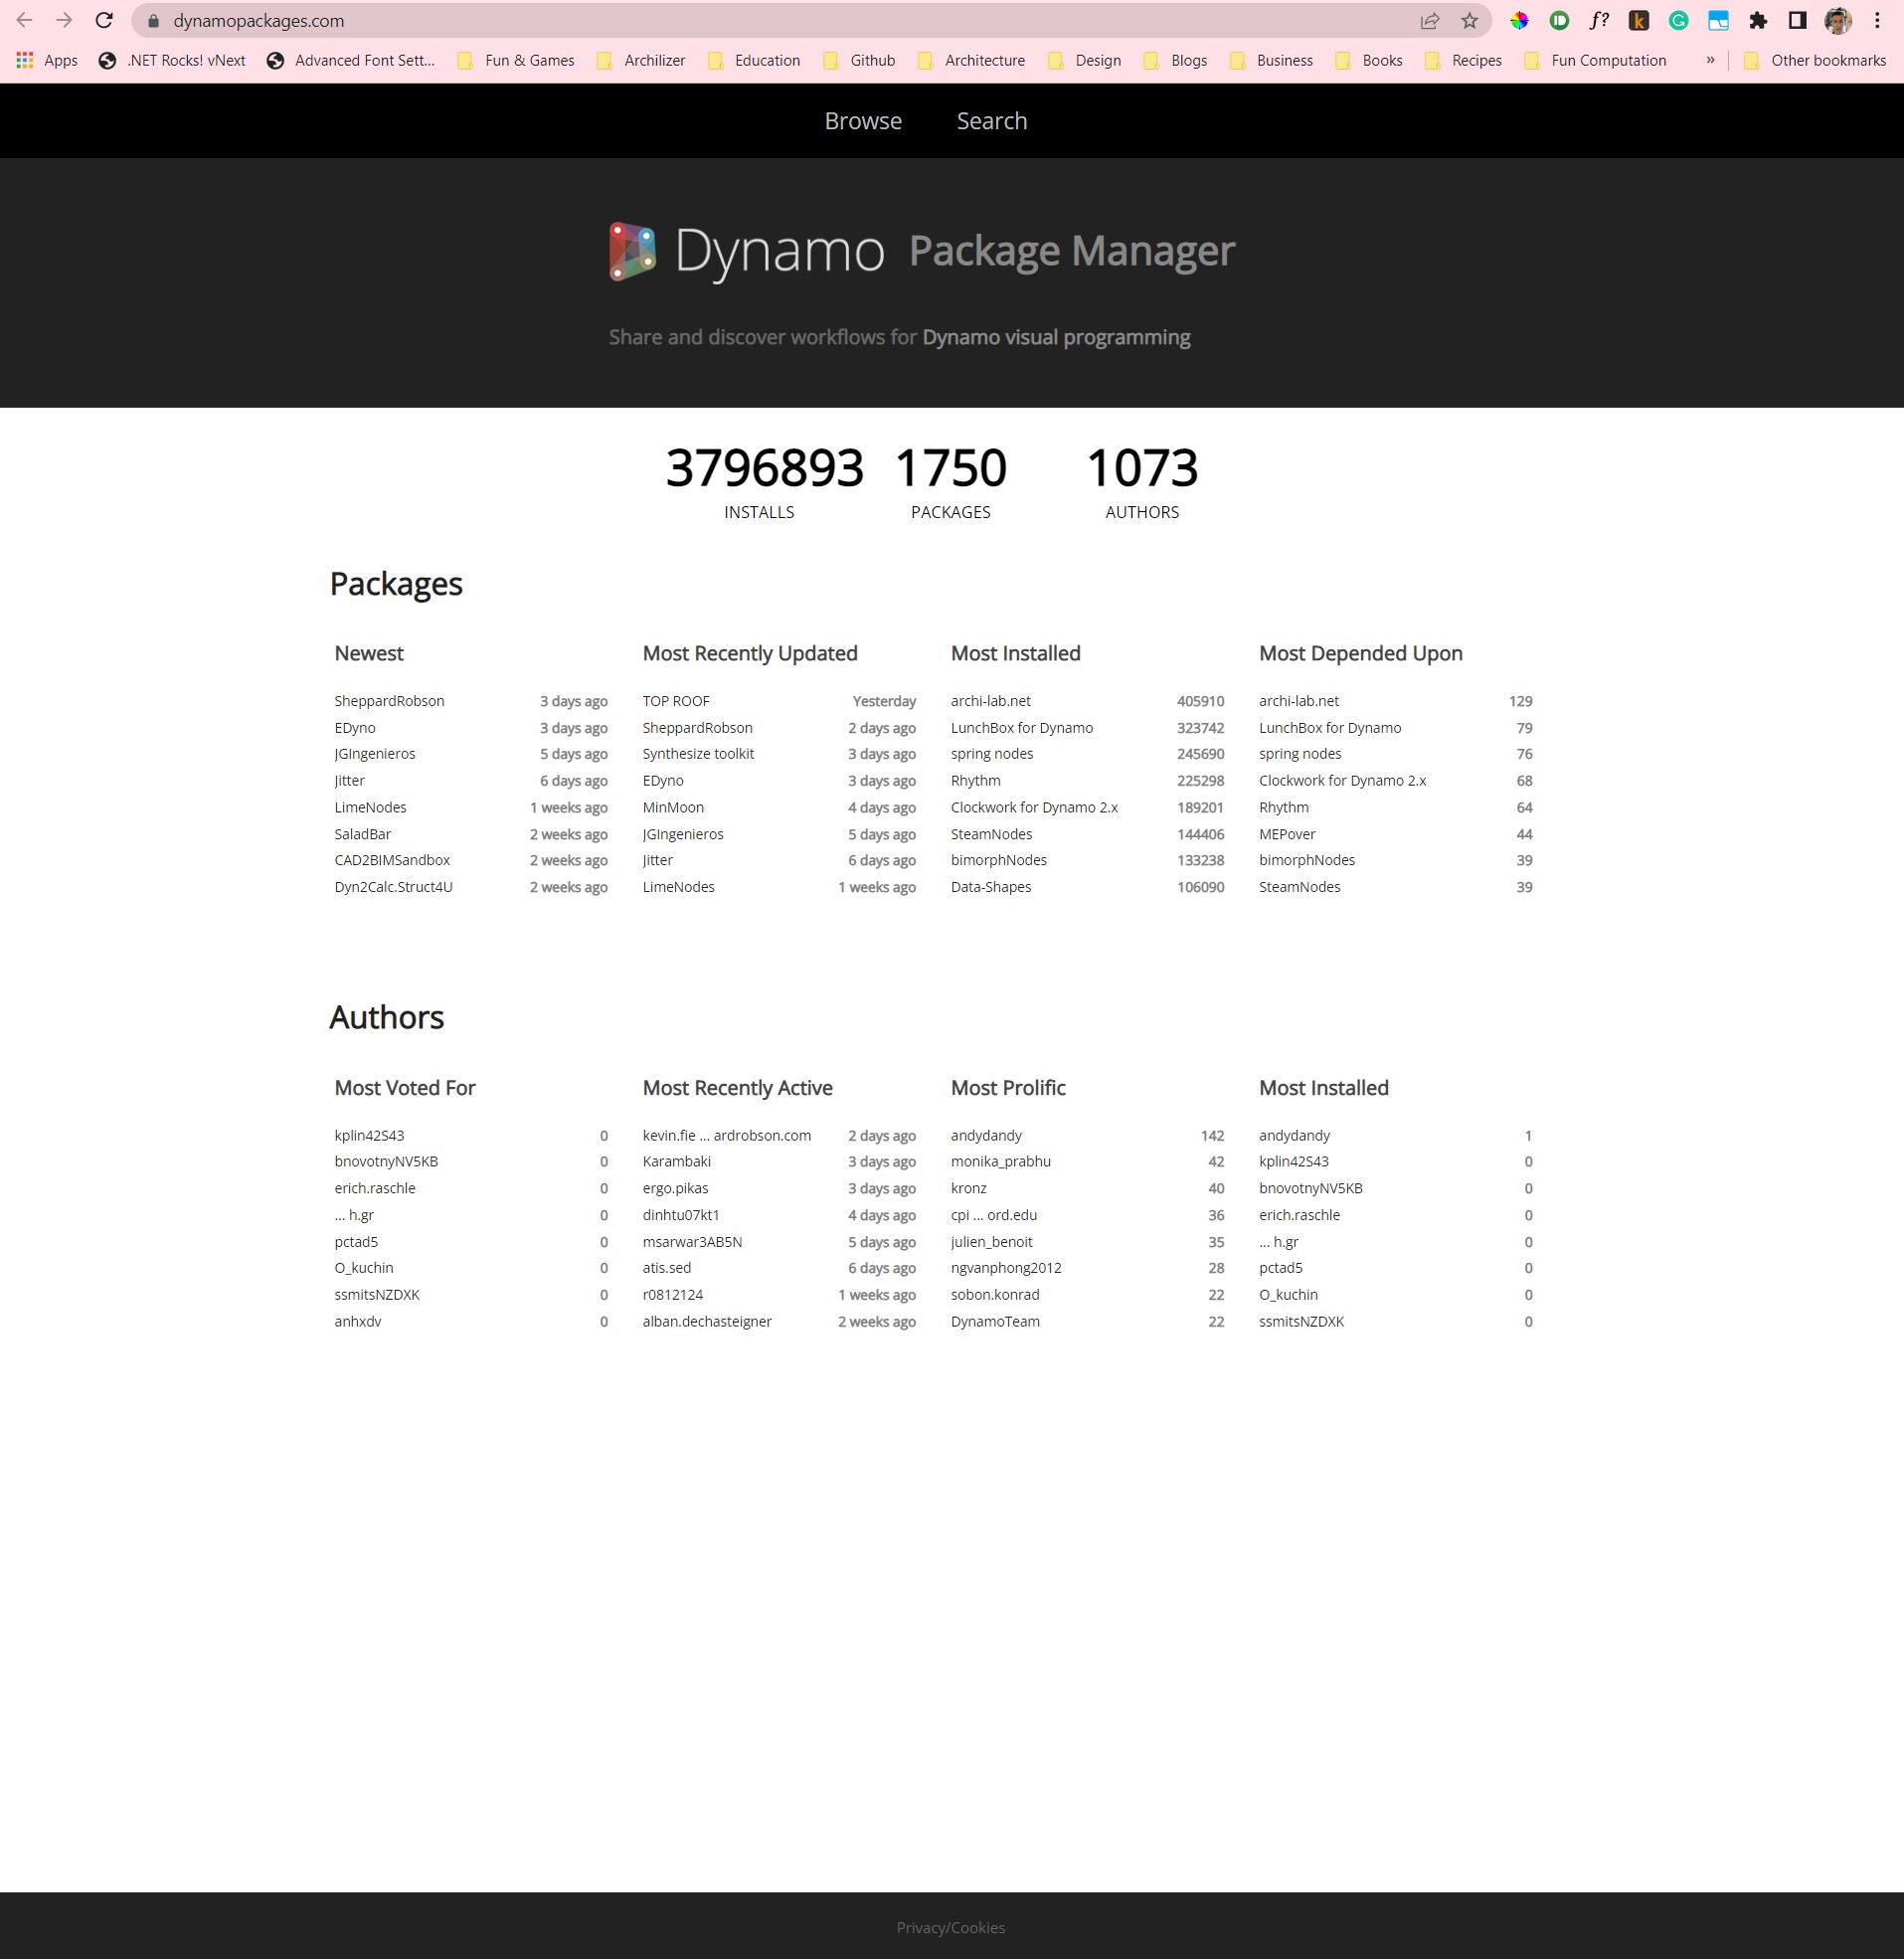 dynamopackages.com
Apps .NET Rocks! vNext Advanced Font Sett... Fun & Games Archilizer Education Github Architecture Design Blogs Business Books Recipes Fun Computation » Other bookmarks
Browse Search
Dynamo Package Manager
Share and discover workflows for Dynamo visual programming
3796893 1750 1073
INSTALLS PACKAGES AUTHORS
Packages
Newest Most Recently Updated Most Installed Most Depended Upon
SheppardRobson 3 days ago TOP ROOF Yesterday archi-lab.net 405910 archi-lab.net 129
EDyno 3 days ago SheppardRobson 2 days ago LunchBox for Dynamo 323742 LunchBox for Dynamo 79
JGIngenieros 5 days ago Synthesize toolkit 3 days ago spring nodes 245690 spring nodes 76
Jitter 6 days ago EDyno 3 days ago Rhythm 225298 Clockwork for Dynamo 2.x 68
LimeNodes 1 weeks ago MinMoon 4 days ago Clockwork for Dynamo 2.x 189201 Rhythm 64
SaladBar 2 weeks ago JGIngenieros 5 days ago SteamNodes 144406 MEPover 44
CAD2BIMSandbox 2 weeks ago Jitter 6 days ago bimorphNodes 133238 bimorphNodes 39
Dyn2Calc.Struct4U 2 weeks ago LimeNodes 1 weeks ago Data-Shapes 106090 SteamNodes 39
Authors
Most Voted For Most Recently Active Most Prolific Most Installed
kplin42S43 0 kevin.fie ... ardrobson.com 2 days ago andydandy 142 andydandy 1
bnovotnyNV5KB 0 Karambaki 3 days ago monika_prabhu 42 kplin42S43 0
erich.raschle 0 ergo.pikas 3 days ago kronz 40 bnovotnyNV5KB 0
... h.gr 0 dinhtu07kt1 4 days ago cpi ... ord.edu 36 erich.raschle 0
pctad5 0 msarwar3AB5N 5 days ago julien_benoit 35 ... h.gr 0
O_kuchin 0 atis.sed 6 days ago ngvanphong2012 28 pctad5 0
ssmitsNZDXK 0 r0812124 1 weeks ago sobon.konrad 22 O_kuchin 0
anhxdv 0 alban.dechasteigner 2 weeks ago DynamoTeam 22 ssmitsNZDXK 0
Privacy/Cookies